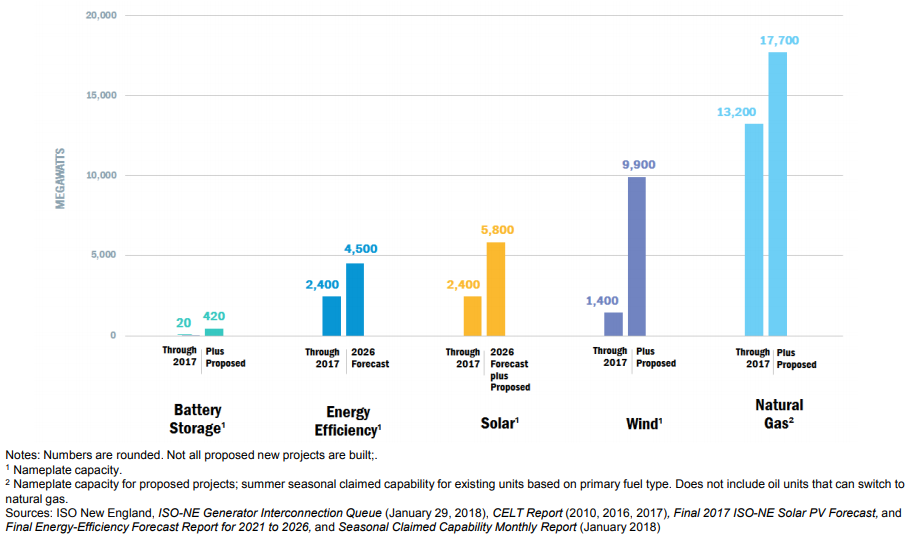 20,000
17,700
15,000
13,200
MEGAWATTS
10,000
9,900
5,800
5,000
4,500
2,400
2,400
1,400
20
420
0
Through 2017
Plus Proposed
Through 2017
2026 Forecast
Through 2017
2026 Forecast plus Proposed
Through 2017
Plus Proposed
Through 2017
Plus Proposed
Battery Storage¹
Energy Efficiency¹
Solar¹
Wind¹
Natural Gas²
Notes: Numbers are rounded. Not all proposed new projects are built;.
¹ Nameplate capacity.
² Nameplate capacity for proposed projects; summer seasonal claimed capability for existing units based on primary fuel type. Does not include oil units that can switch to
natural gas.
Sources: ISO New England, ISO-NE Generator Interconnection Queue (January 29, 2018), CELT Report (2010, 2016, 2017), Final 2017 ISO-NE Solar PV Forecast, and
Final Energy-Efficiency Forecast Report for 2021 to 2026, and Seasonal Claimed Capability Monthly Report (January 2018)